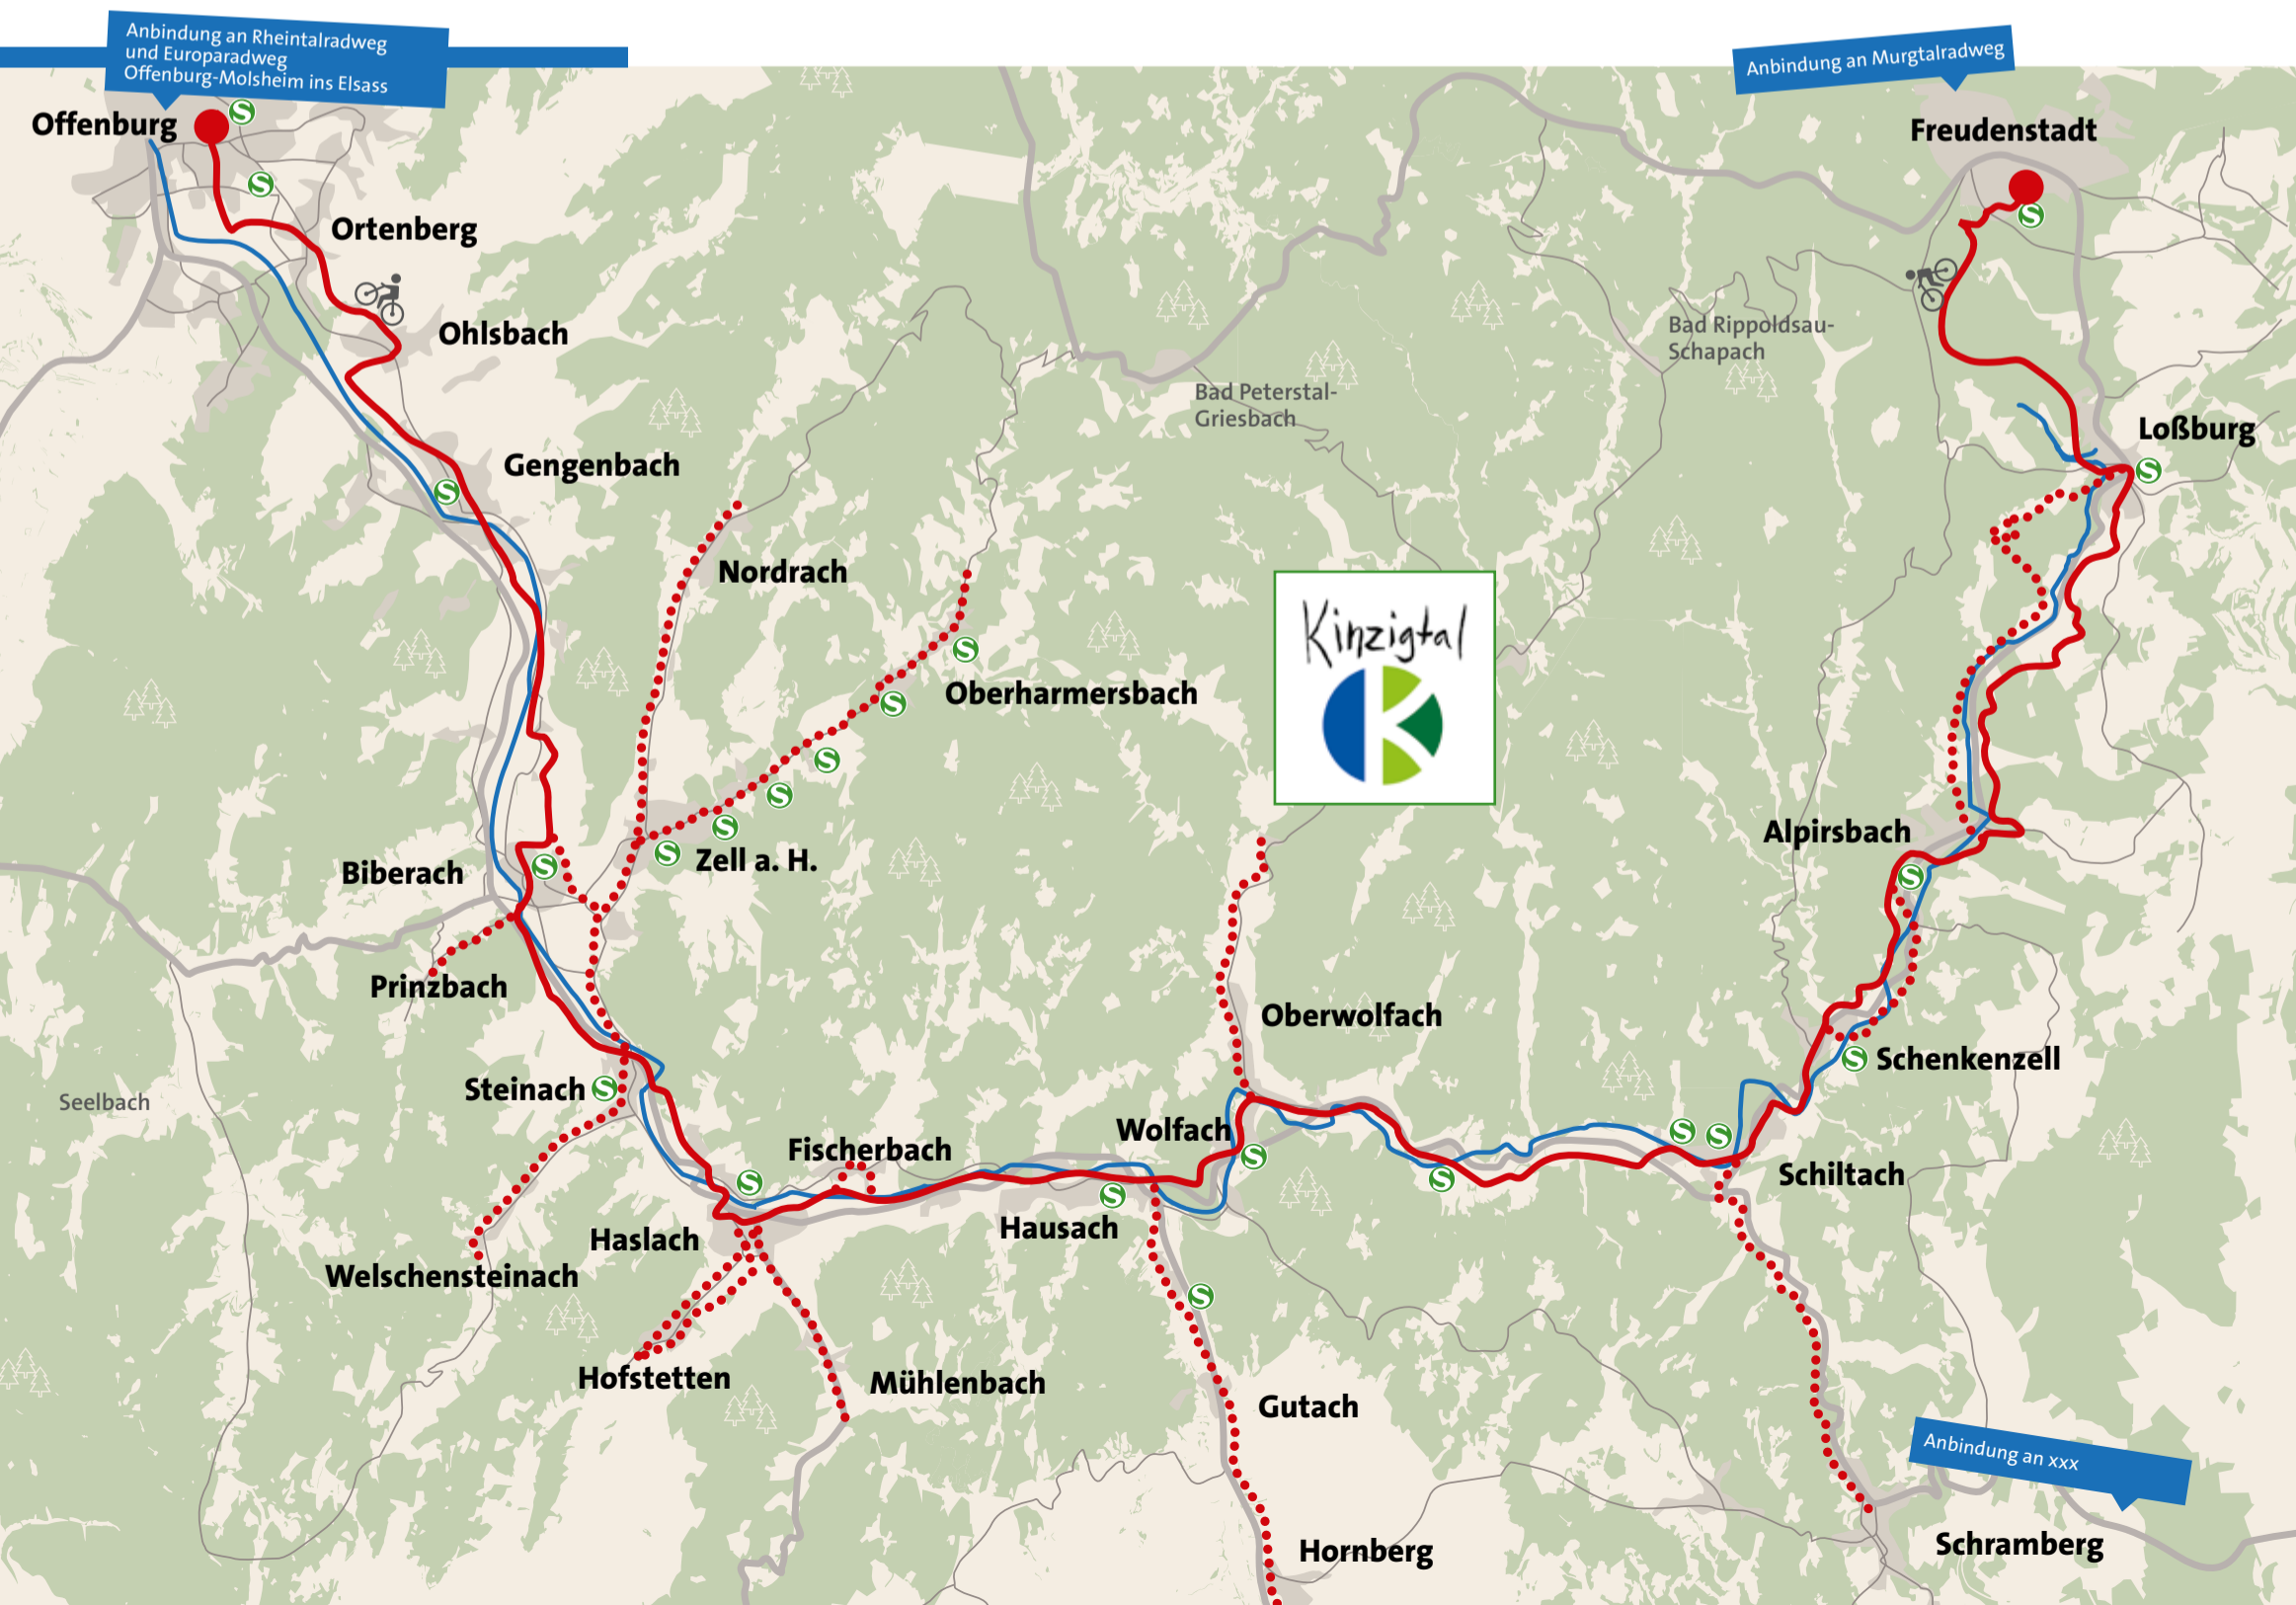 Anbindung an Rheintalradweg
und Europaradweg
Offenburg-Molsheim ins Elsass
Anbindung an Murgtalradweg
Offenburg
S
Freudenstadt
S
S
Ortenberg
Ohlsbach
Bad Rippoldsau-
Schapach
Bad Peterstal-
Griesbach
Loßburg
S
Gengenbach
S
Nordrach
Kinzigtal
K
S
Oberharmersbach
S
S
S
S
Alpirsbach
S
Zell a. H.
Biberach
S
S
Prinzbach
Oberwolfach
Schenkenzell
S
Steinach
S
Seelbach
Wolfach
S
S
S
Fischerbach
Schiltach
S
S
S
Hausach
Haslach
Welschensteinach
S
Hofstetten
Mühlenbach
Gutach
Anbindung an xxx
Hornberg
Schramberg